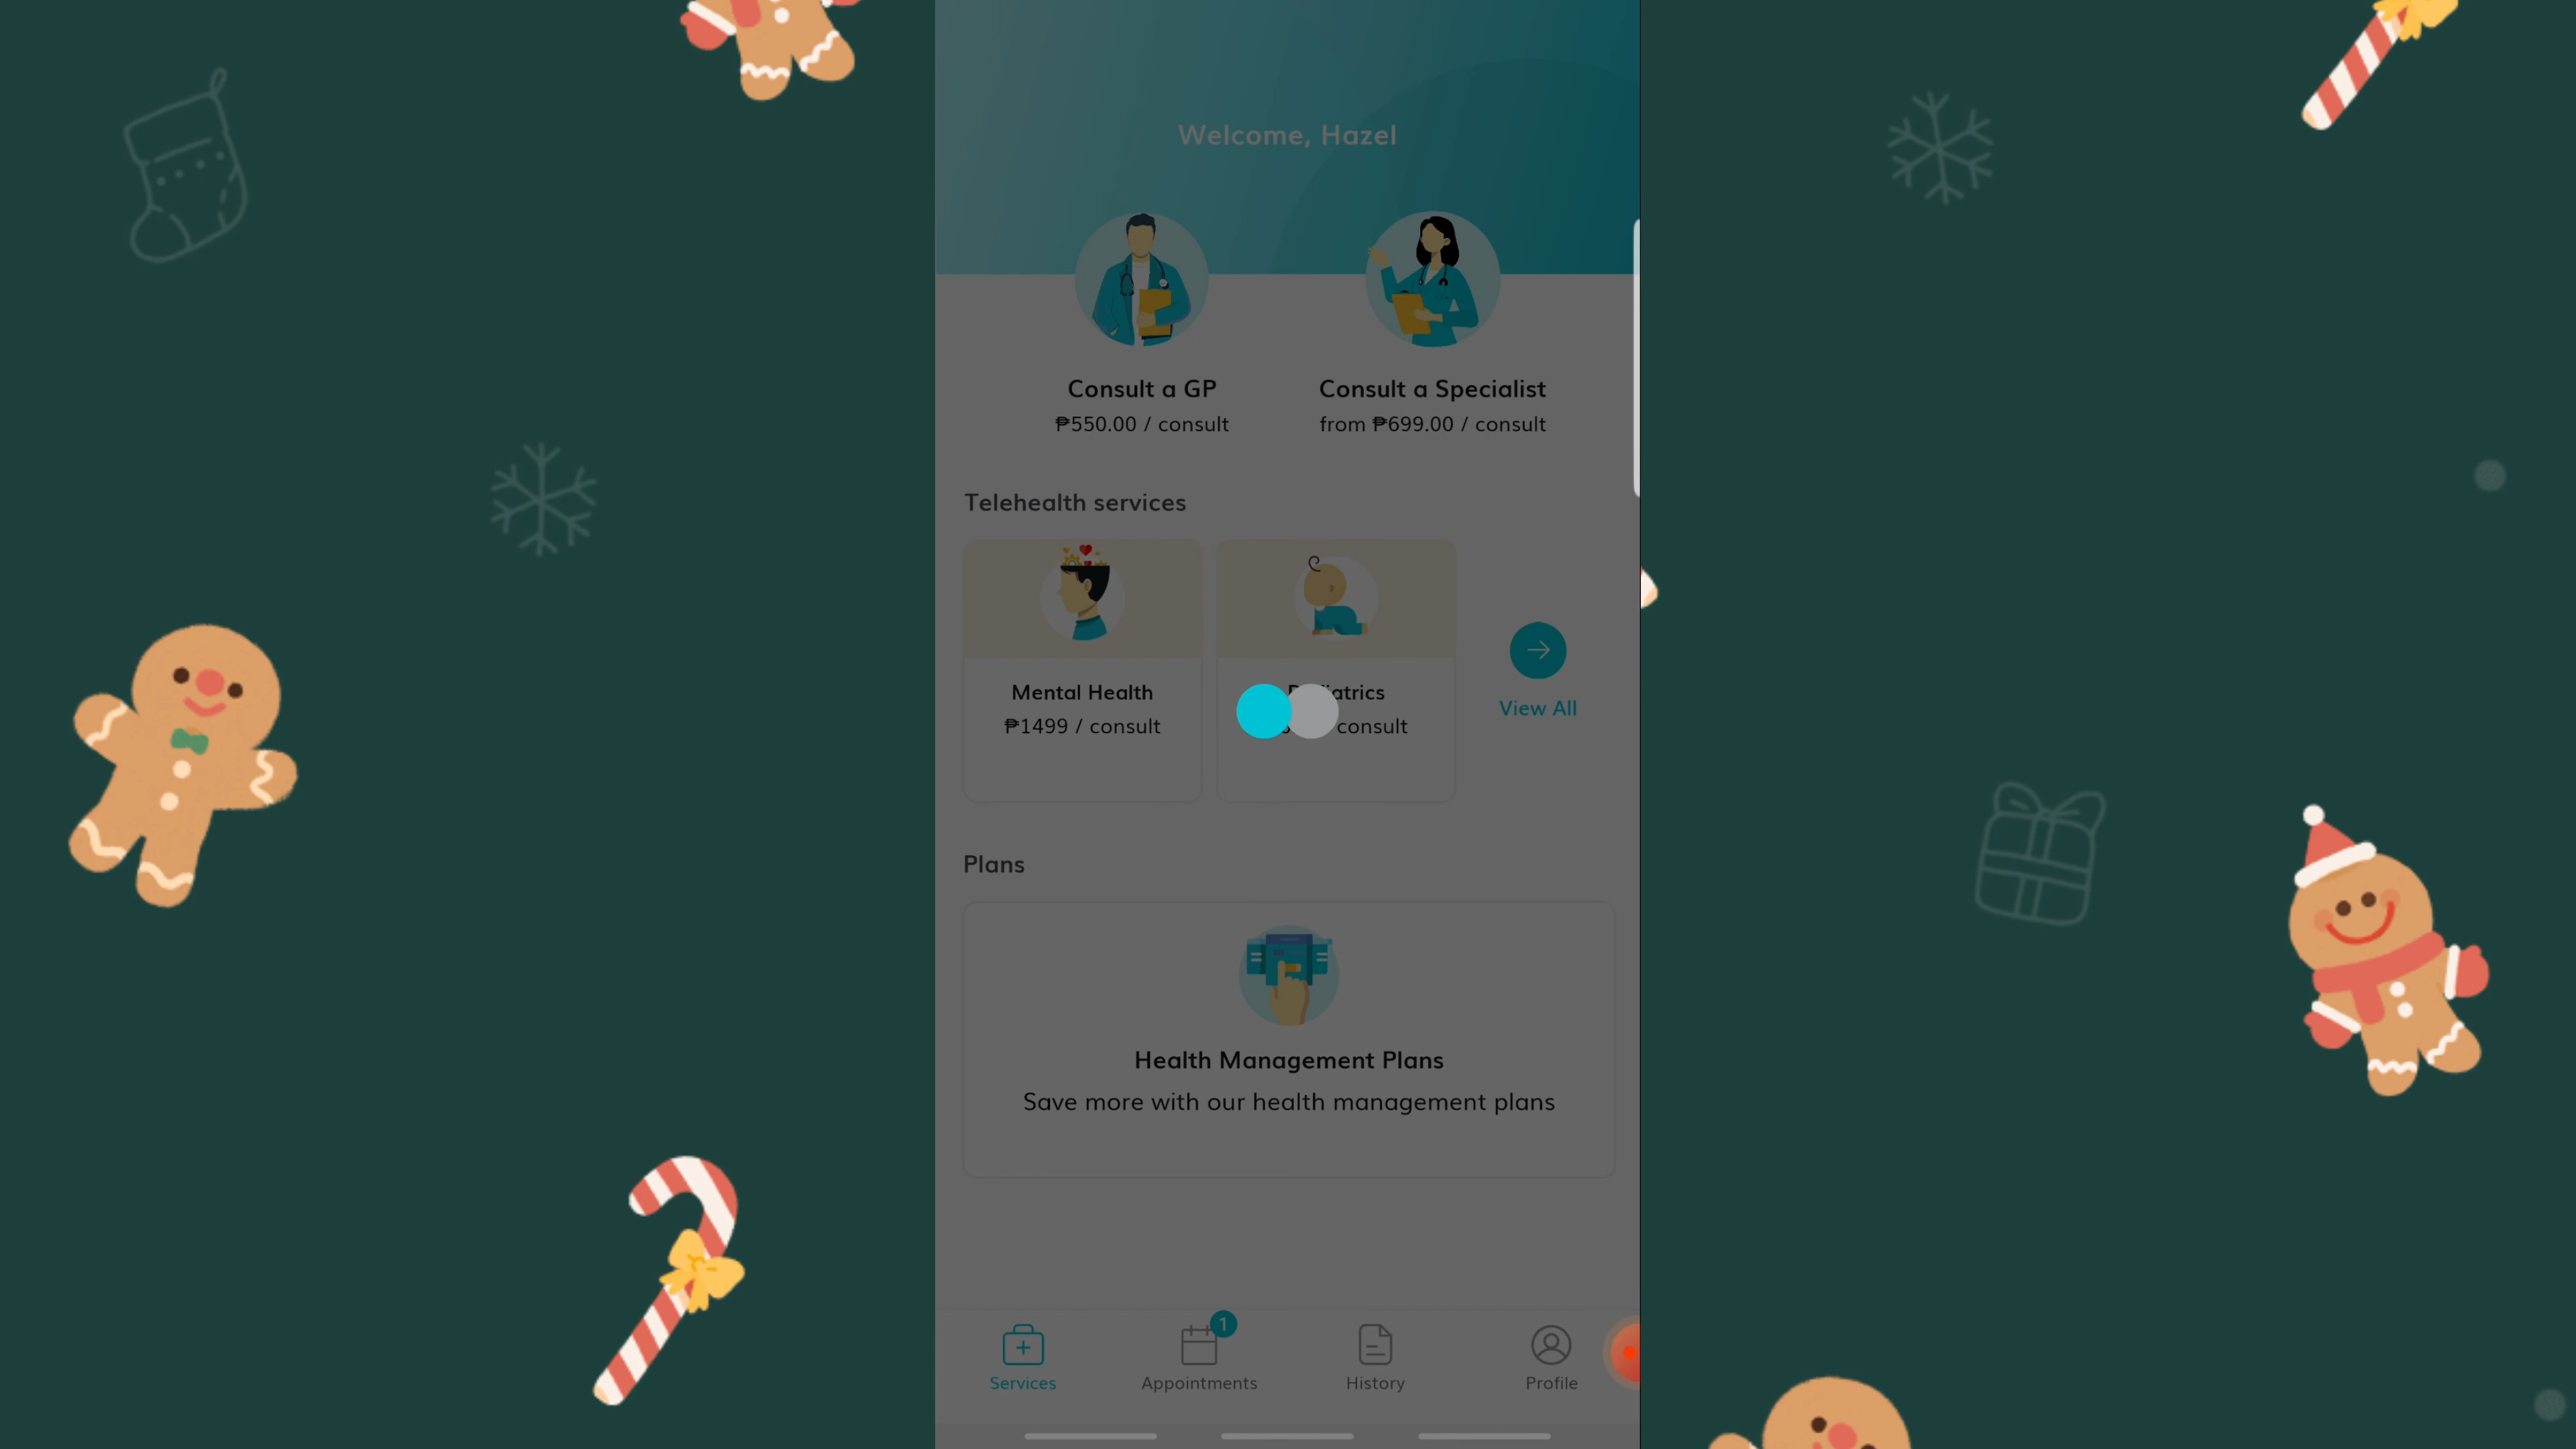 Welcome, Hazel
Consult a GP
₱550.00 / consult
Consult a Specialist
from ₱699.00 / consult
Telehealth services
Mental Health
₱1499 / consult
consult
View All
Plans
Health Management Plans
Save more with our health management plans
1
Services
Appointments
History
Profile